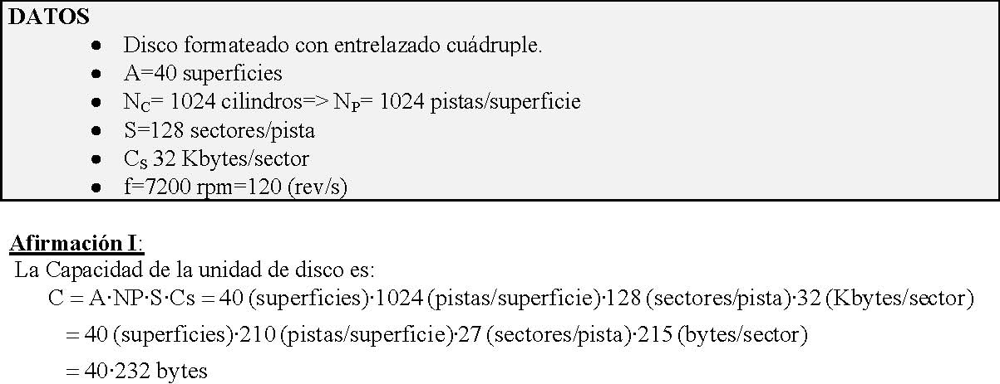 DATOS
• Disco formateado con entrelazado cuádruple.
• A=40 superficies
• NC= 1024 cilindros=> NP= 1024 pistas/superficie
• S=128 sectores/pista
• CS 32 Kbytes/sector
• f=7200 rpm=120 (rev/s)
Afirmación I:
La Capacidad de la unidad de disco es:
C = A·NP·S·Cs = 40 (superficies)·1024 (pistas/superficie)·128 (sectores/pista)·32 (Kbytes/sector)
= 40 (superficies)·210 (pistas/superficie)·27 (sectores/pista)·215 (bytes/sector)
= 40·232 bytes